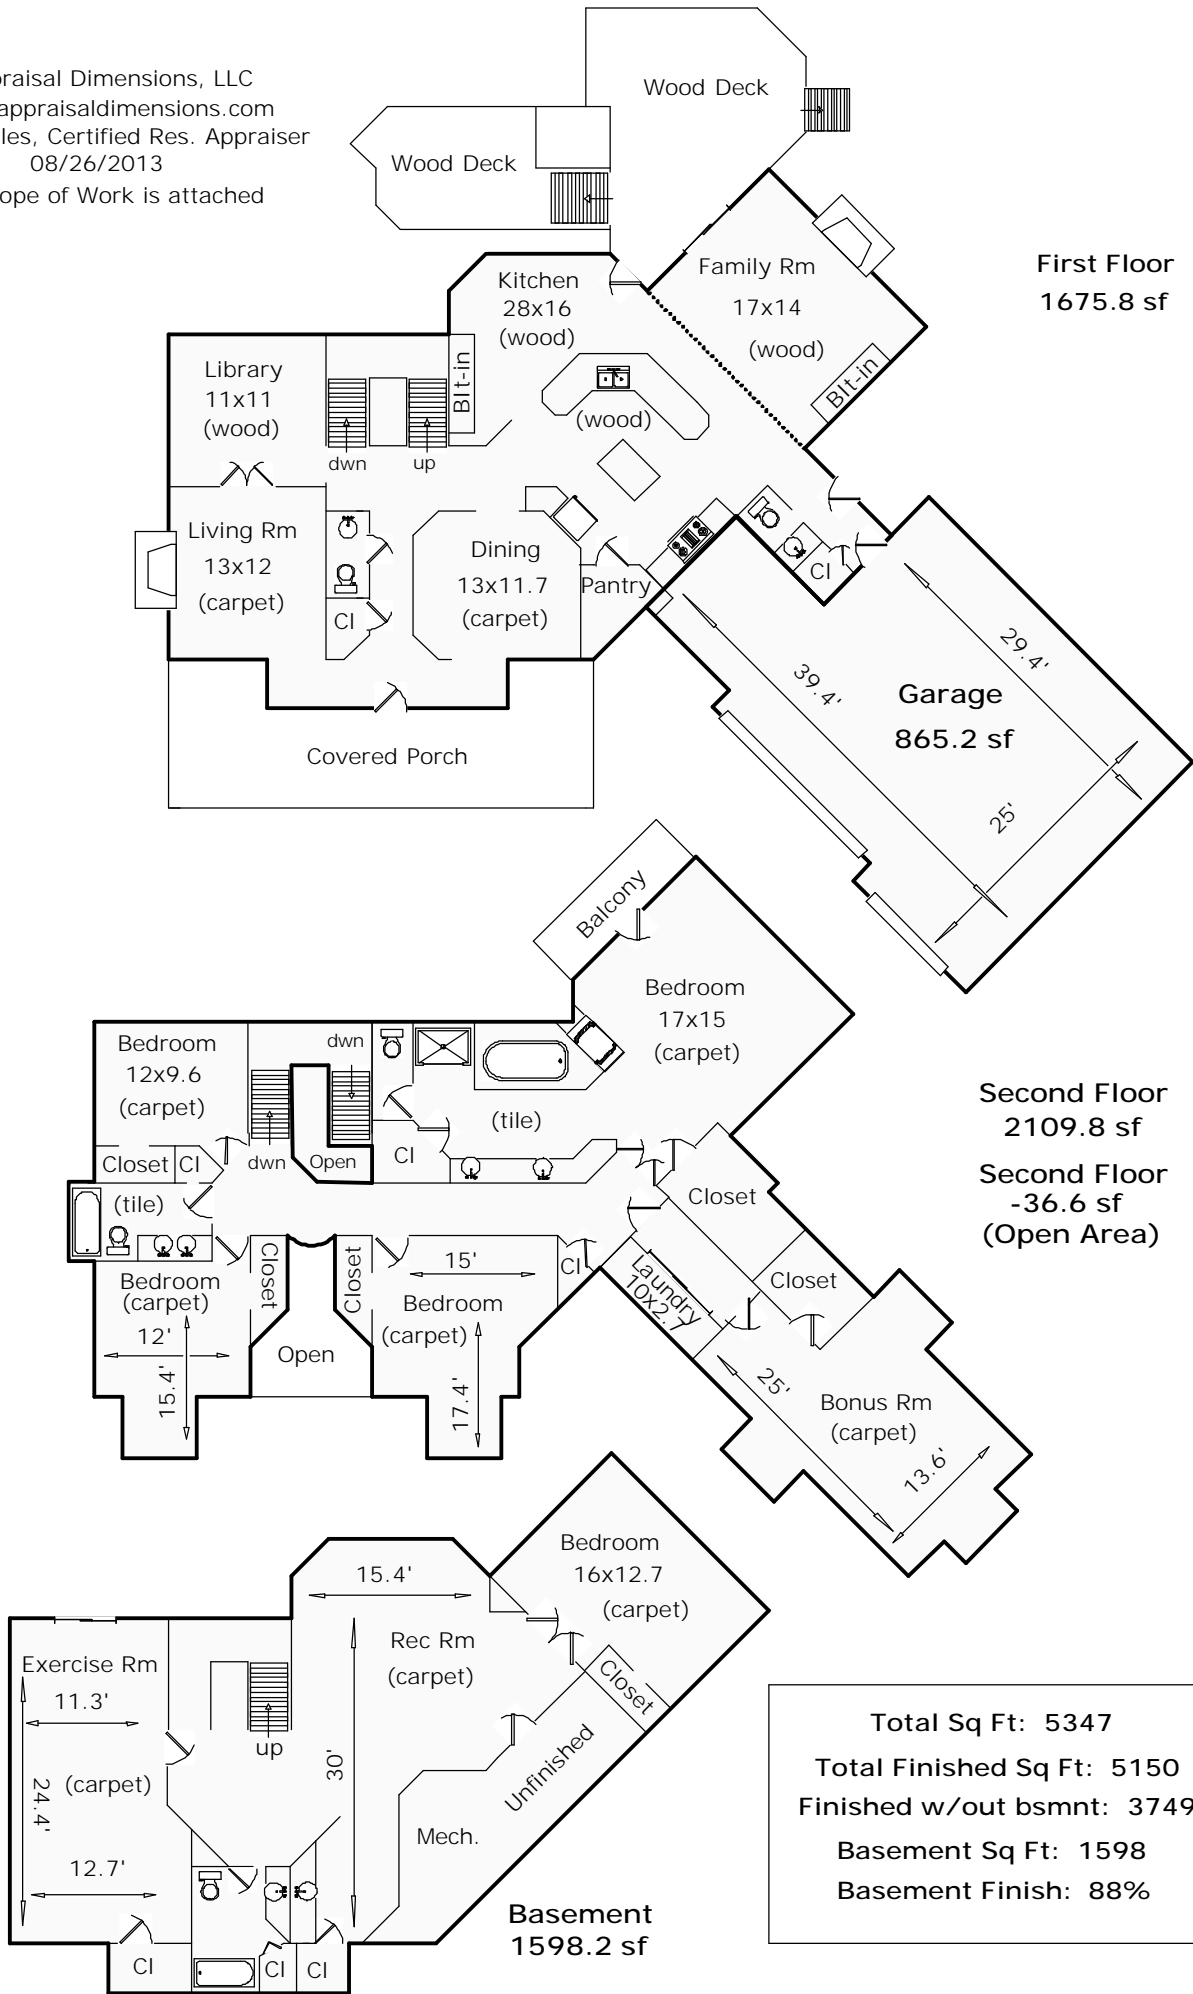 raisal Dimensions, LLC
appraisaldimensions.com
les, Certified Res. Appraiser
08/26/2013
ope of Work is attached
Wood Deck
Wood Deck
First Floor
1675.8 sf
Kitchen
28x16
(wood)
Family Rm
17x14
(wood)
Blt-in
Library
11x11
(wood)
Blt-in
(wood)
dwn
up
Living Rm
13x12
(carpet)
Cl
Dining
13x11.7
(carpet)
Pantry
Cl
29.4'
39.4'
Garage
865.2 sf
25'
Covered Porch
Balcony
Bedroom
17x15
(carpet)
Bedroom
12x9.6
(carpet)
dwn
dwn
Open
(tile)
Cl
Closet
Cl
(tile)
Second Floor
2109.8 sf
Second Floor
-36.6 sf
(Open Area)
Closet
Closet
Laundry
10x2.7
Bedroom
(carpet)
12'
15.4'
Closet
Open
Closet
15'
Bedroom
(carpet)
17.4'
Cl
25'
Bonus Rm
(carpet)
13.6'
Bedroom
16x12.7
(carpet)
15.4'
Rec Rm
(carpet)
Closet
Exercise Rm
11.3'
(carpet)
24.4'
12.7'
up
30'
Unfinished
Mech.
Cl
Cl
Cl
Basement
1598.2 sf
Total Sq Ft: 5347
Total Finished Sq Ft: 5150
Finished w/out bsmnt: 3749
Basement Sq Ft: 1598
Basement Finish: 88%